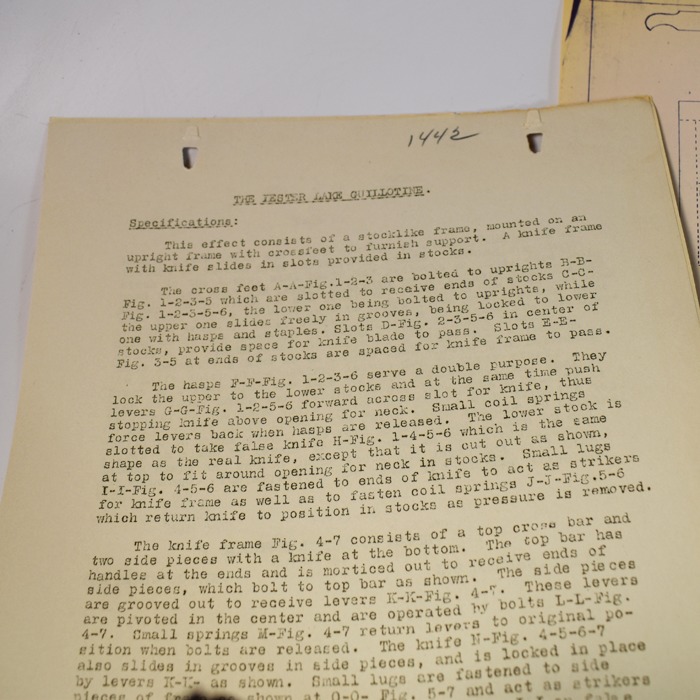 1442
THE LESTER LAKE GUILLOTINE.
Specifications:
This effect consists of a stocklike frame, mounted on an
upright frame with crossfeet to furnish support. A knife frame
with knife slides in slots provided in stocks.
The cross feet A-A-Fig.1-2-3 are bolted to uprights B-B-
Fig. 1-2-3-5 which are slotted to receive ends of stocks C-C-
Fig. 1-2-3-5-6, the lower one being bolted to uprights, while
the upper one slides freely in grooves, being locked to lower
one with hasps and staples. Slots D-Fig. 2-3-5-6 in center of
stocks, provide space for knife blade to pass. Slots E-E-
Fig. 3-5 at ends of stocks are spaced for knife frame to pass.
The hasps F-F-Fig. 1-2-3-6 serve a double purpose. They
lock the upper to the lower stocks and at the same time push
levers G-G-Fig. 1-2-5-6 forward across slot for knife, thus
stopping knife above opening for neck. Small coil springs
force levers back when hasps are released. The lower stock is
slotted to take false knife H-Fig. 1-4-5-6 which is the same
shape as the real knife, except that it is cut out as shown,
at top to fit around opening for neck in stocks. Small lugs
I-I-Fig. 4-5-6 are fastened to ends of knife to act as strikers
for knife frame as well as to fasten coil springs J-J-Fig.5-6
which return knife to position in stocks as pressure is removed.
The knife frame Fig. 4-7 consists of a top cross bar and
two side pieces with a knife at the bottom. The top bar has
handles at the ends and is morticed out to receive ends of
side pieces, which bolt to top bar as shown. The side pieces
are grooved out to receive levers K-K-Fig. 4-7. These levers
are pivoted in the center and are operated by bolts L-L-Fig.
4-7. Small springs M-Fig. 4-7 return levers to original po-
sition when bolts are released. The knife N-Fig. 4-5-6-7
also slides in grooves in side pieces, and is locked in place
by levers K-K- as shown. Small lugs are fastened to side
pieces of shown at O-O- Fig. 5-7 and act as strikers